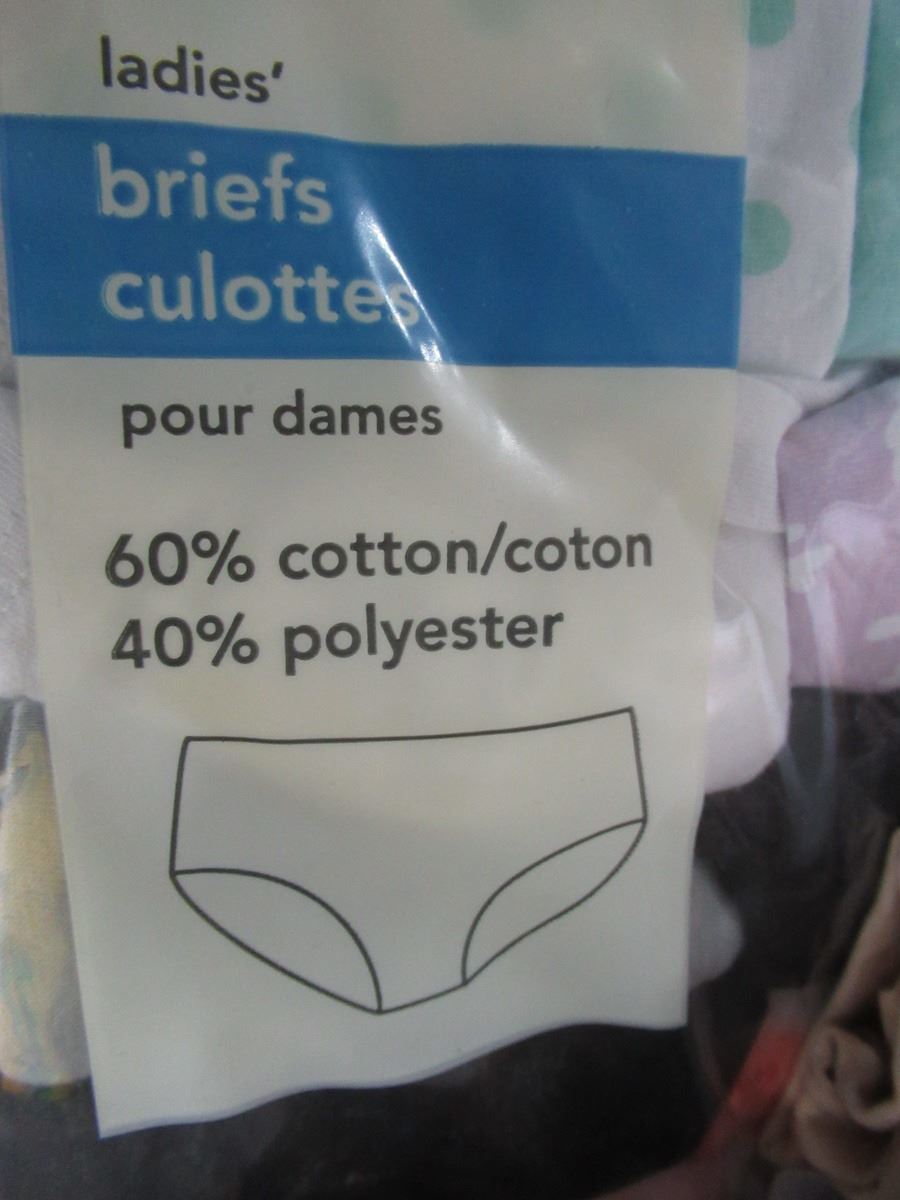 ladies'
briefs
culottes
pour dames
60% cotton/coton
40% polyester